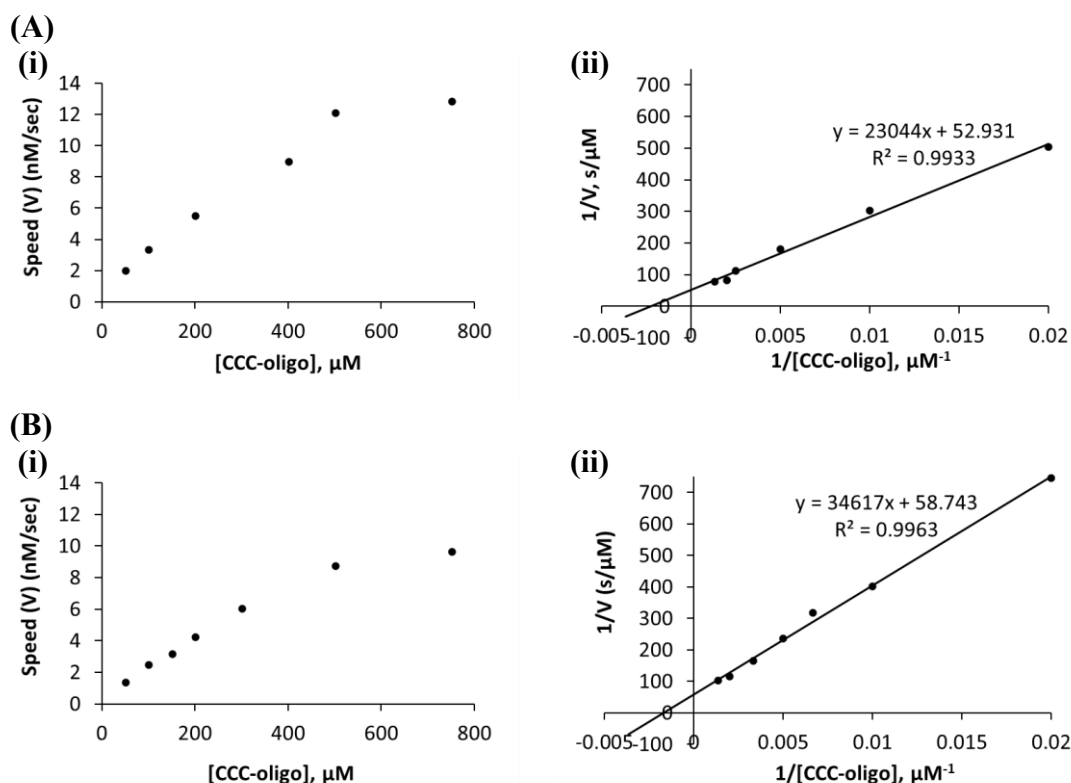 (A)
(i)
Speed (V) (nM/sec)
14
12
10
8
6
4
2
0
0 200 400 600 800
[CCC-oligo], µM
(ii)
1/V, s/µM
700
600
500
400
300
200
100
0
-100
y = 23044x + 52.931
R² = 0.9933
-0.005 0 0.005 0.01 0.015 0.02
1/[CCC-oligo], µM⁻¹
(B)
(i)
Speed (V) (nM/sec)
14
12
10
8
6
4
2
0
0 200 400 600 800
[CCC-oligo], µM
(ii)
1/V (s/µM)
700
600
500
400
300
200
100
0
-100
y = 34617x + 58.743
R² = 0.9963
-0.005 0 0.005 0.01 0.015 0.02
1/[CCC-oligo], µM⁻¹